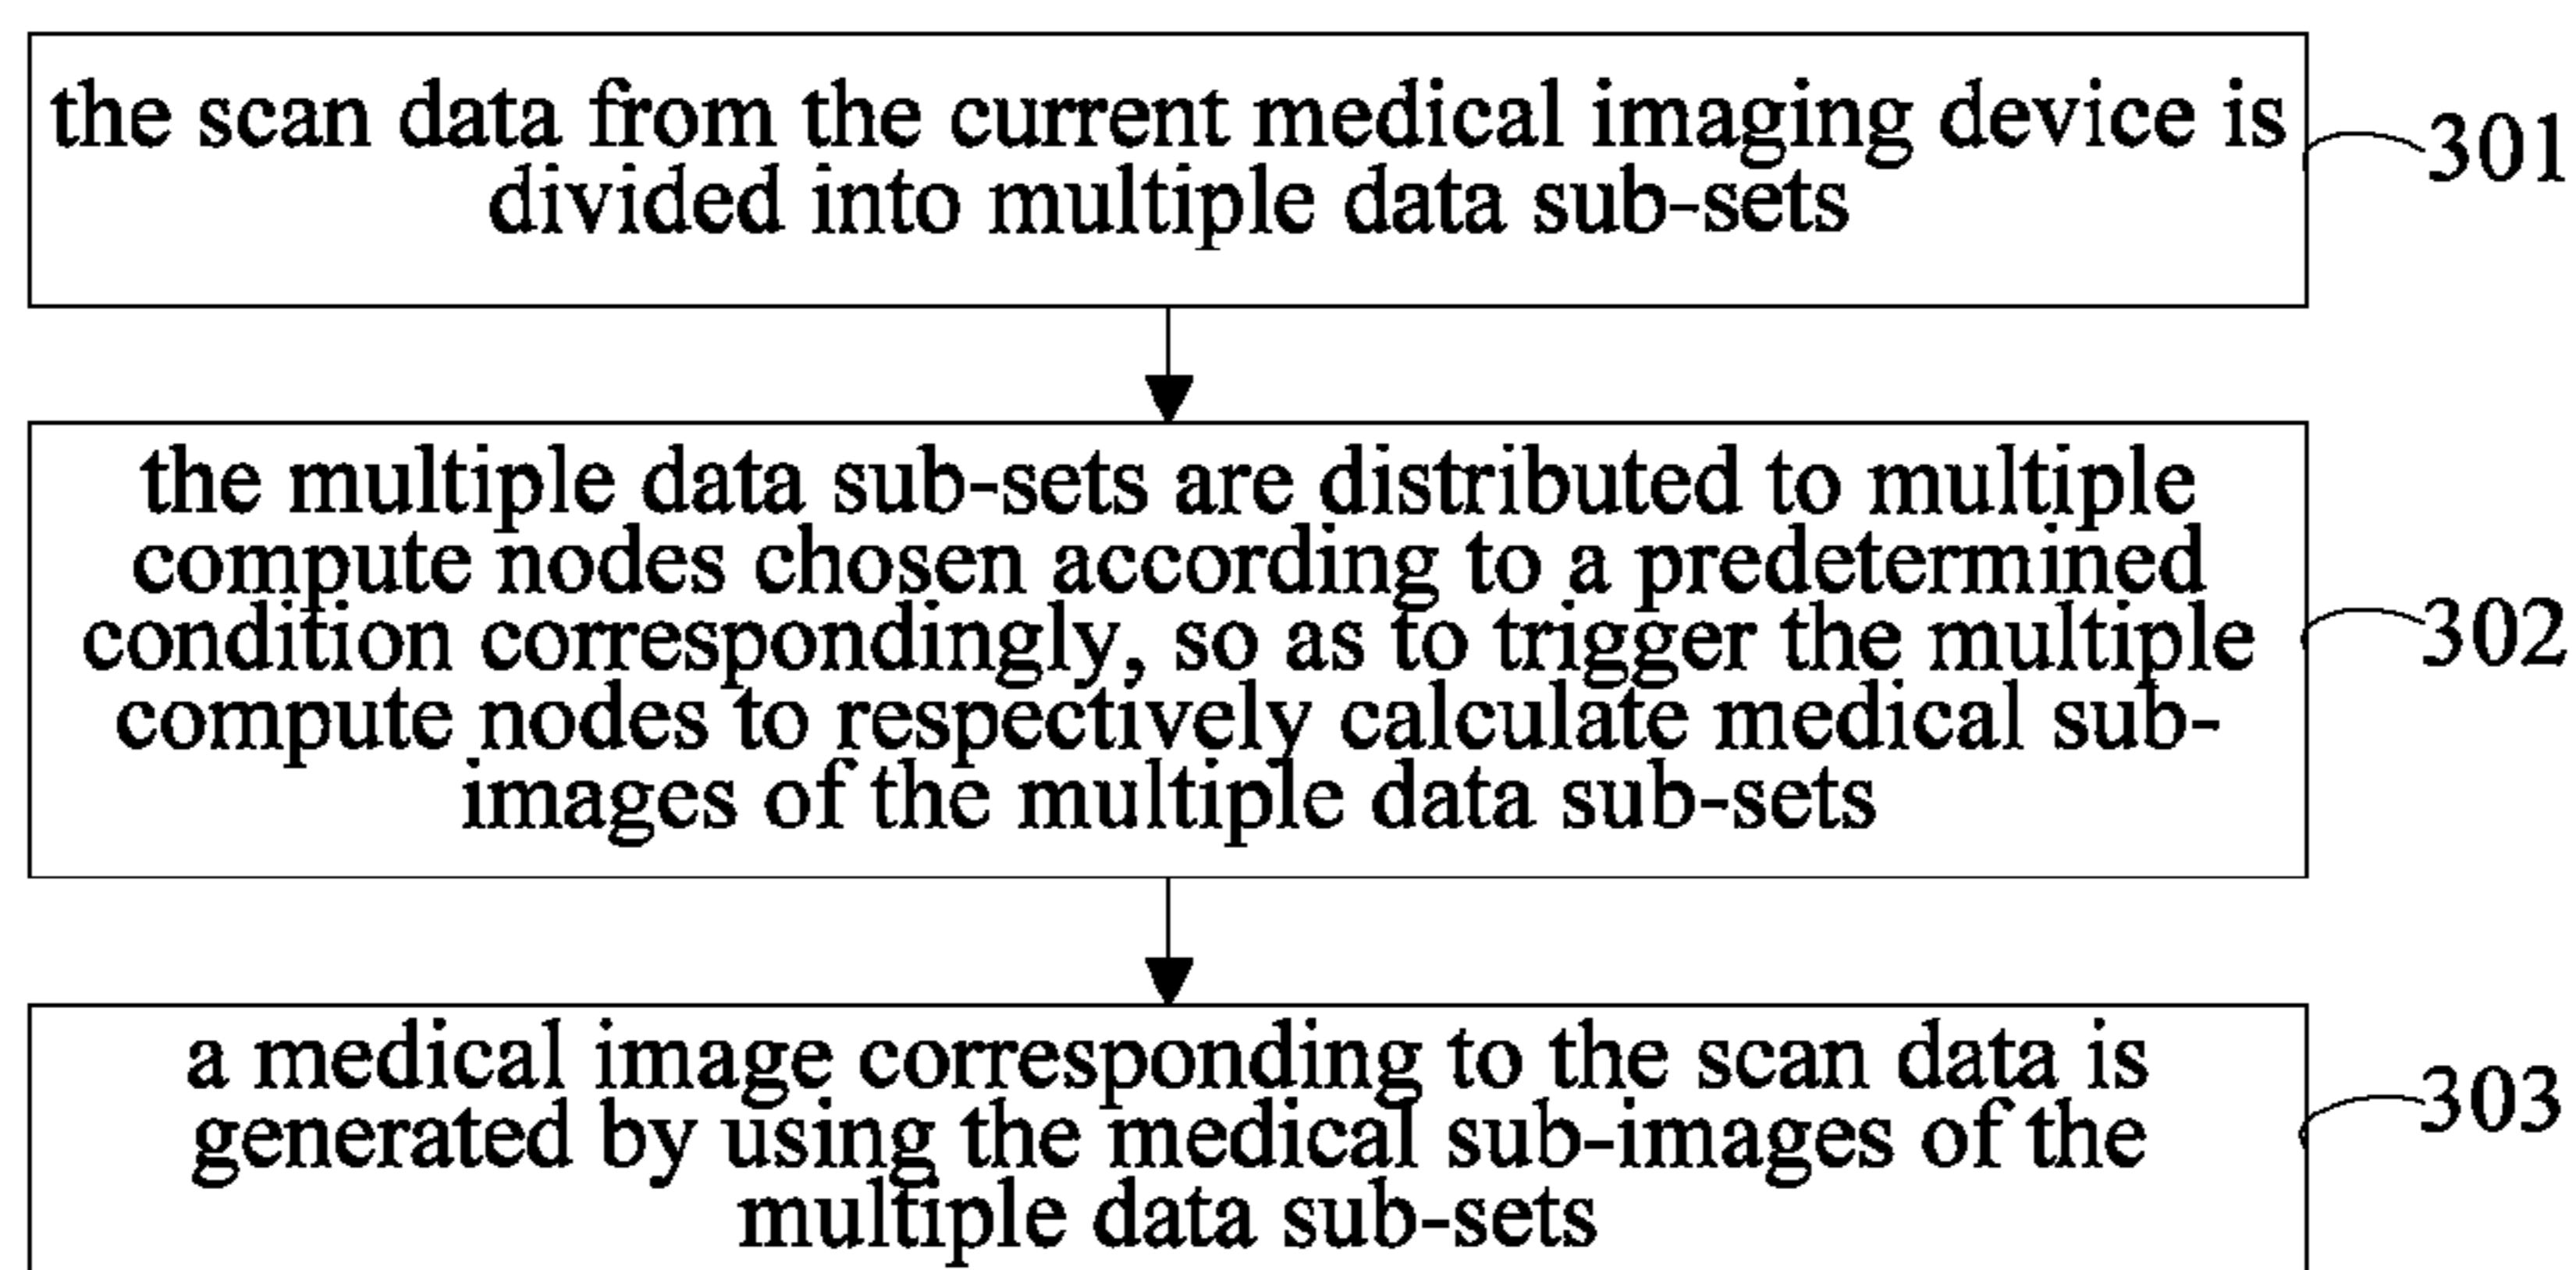 the scan data from the current medical imaging device is
divided into multiple data sub-sets
301
the multiple data sub-sets are distributed to multiple
compute nodes chosen according to a predetermined
condition correspondingly, so as to trigger the multiple
compute nodes to respectively calculate medical sub-
images of the multiple data sub-sets
302
a medical image corresponding to the scan data is
generated by using the medical sub-images of the
multiple data sub-sets
303